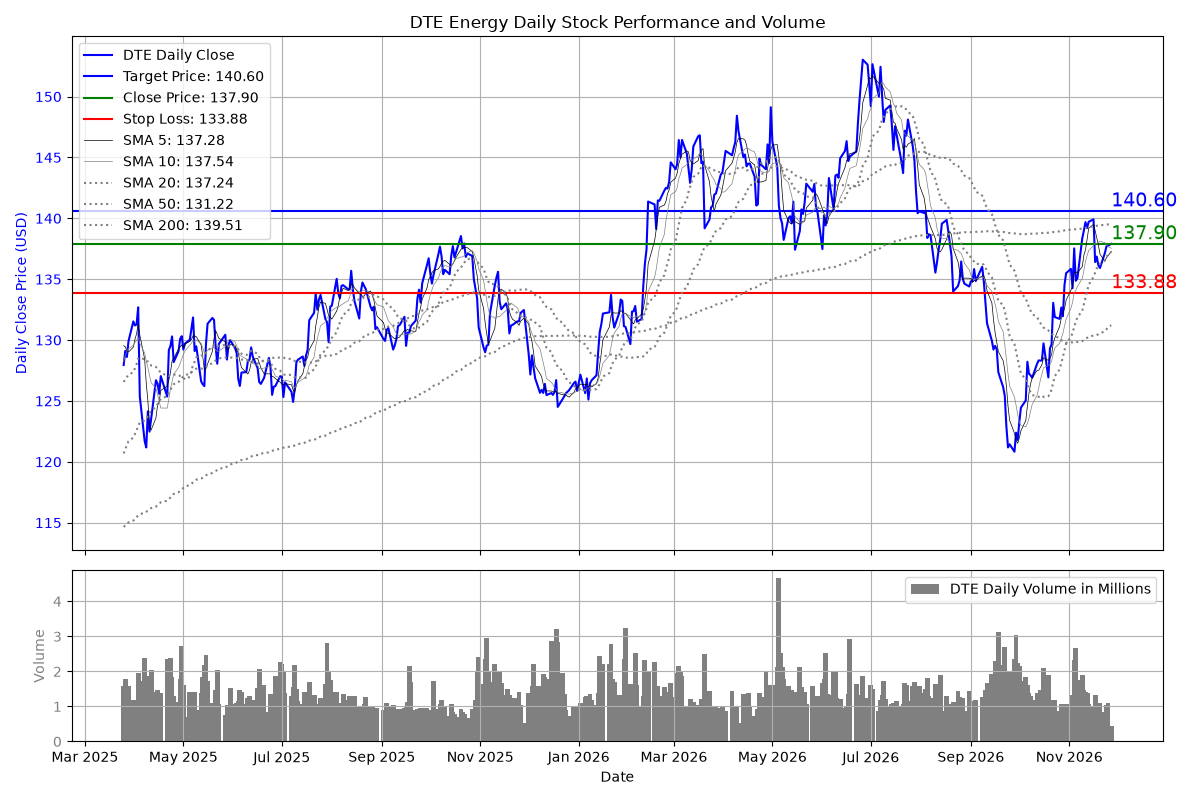 DTE Energy Daily Stock Performance and Volume
DTE Daily Close
Target Price: 140.60
Close Price: 137.90
Stop Loss: 133.88
SMA 5: 137.28
SMA 10: 137.54
SMA 20: 137.24
SMA 50: 131.22
SMA 200: 139.51
Daily Close Price (USD)
150
145
140
135
130
125
120
115
140.60
137.90
133.88
DTE Daily Volume in Millions
Volume
4
3
2
1
0
Mar 2025
May 2025
Jul 2025
Sep 2025
Nov 2025
Jan 2026
Mar 2026
May 2026
Jul 2026
Sep 2026
Nov 2026
Date